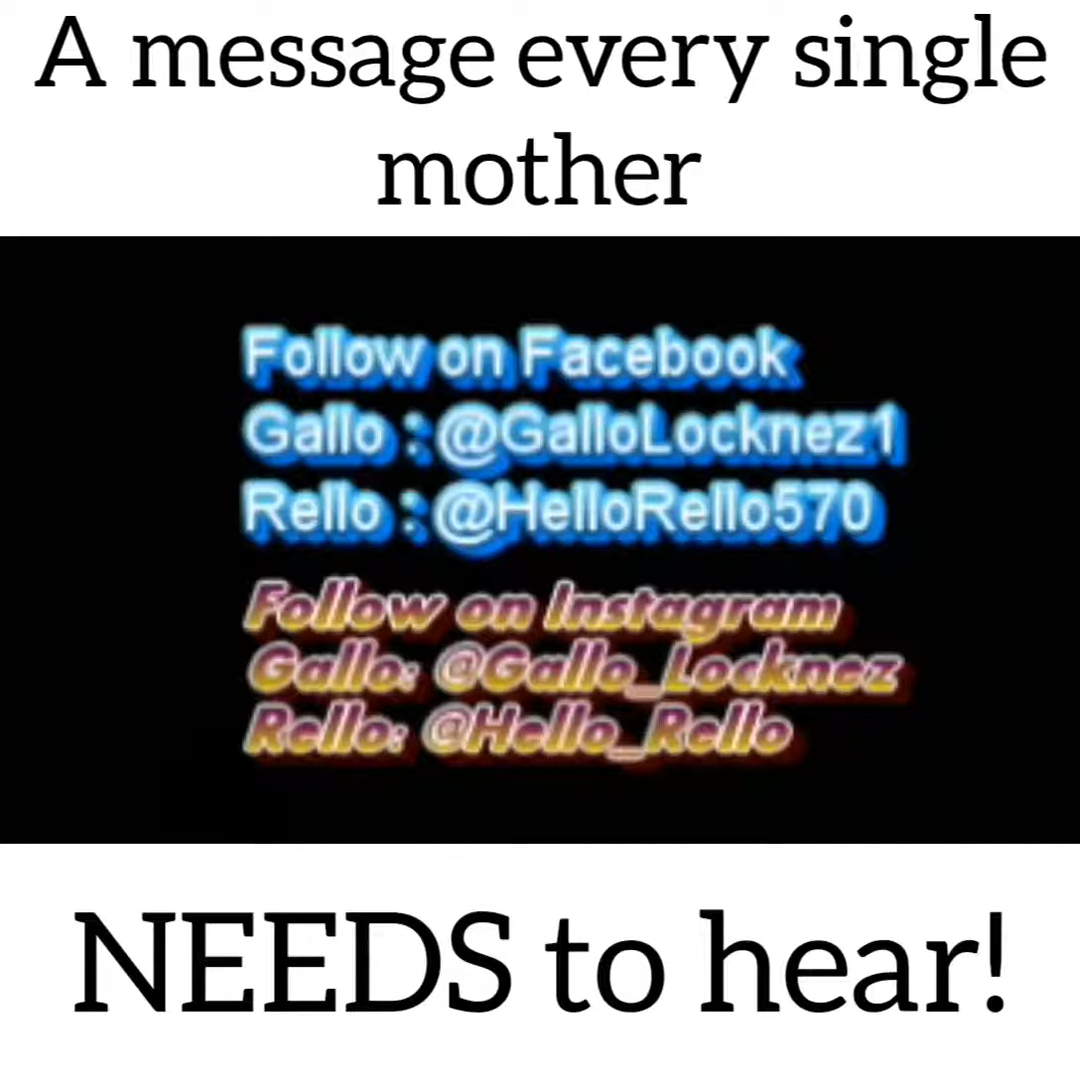 A message every single
mother
Follow on Facebook
Gallo : @GalloLocknez1
Rello : @HelloRello570
Follow on Instagram
Gallo: @Gallo_Locknez
Rello: @Hello_Rello
NEEDS to hear!